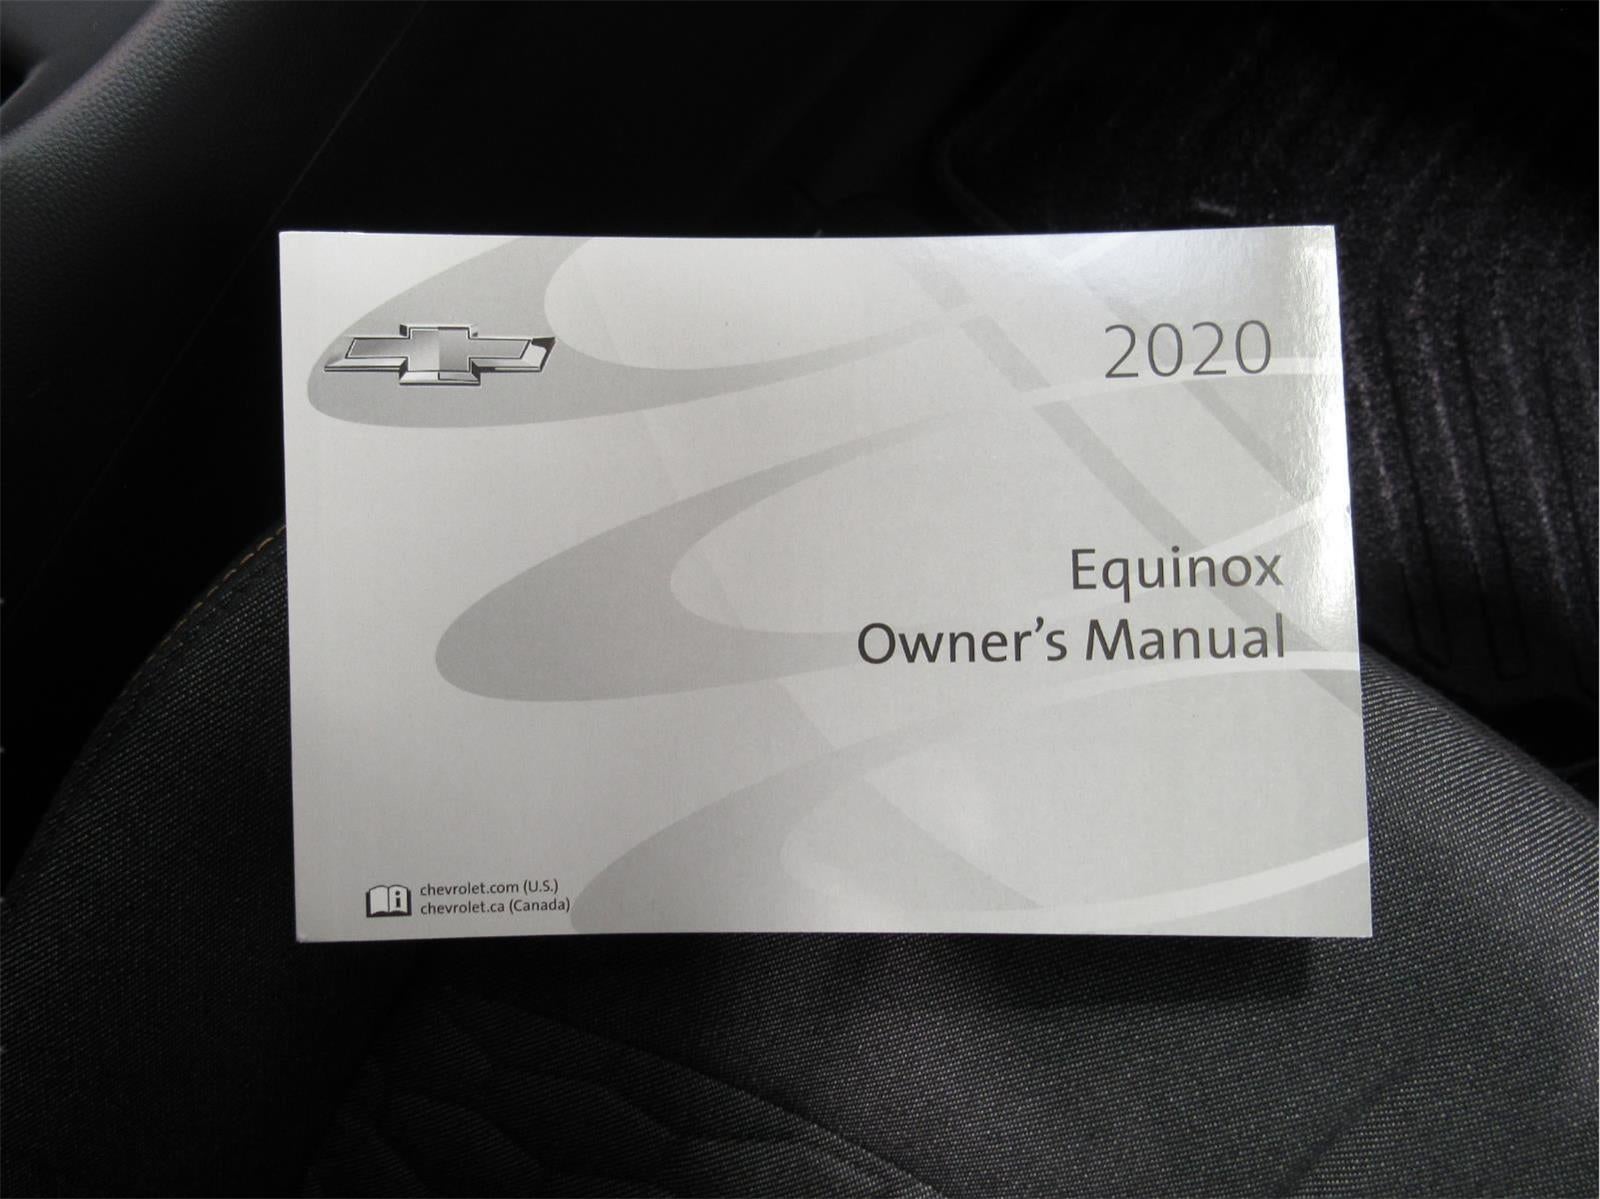 2020
Equinox
Owner’s Manual
chevrolet.com (U.S.)
chevrolet.ca (Canada)